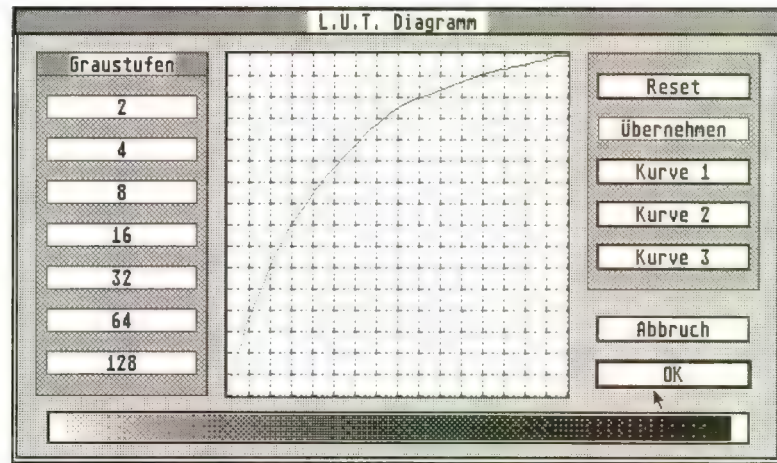 L.U.T. Diagramm
Graustufen
2
4
8
16
32
64
128
Reset
Übernehmen
Kurve 1
Kurve 2
Kurve 3
Abbruch
OK